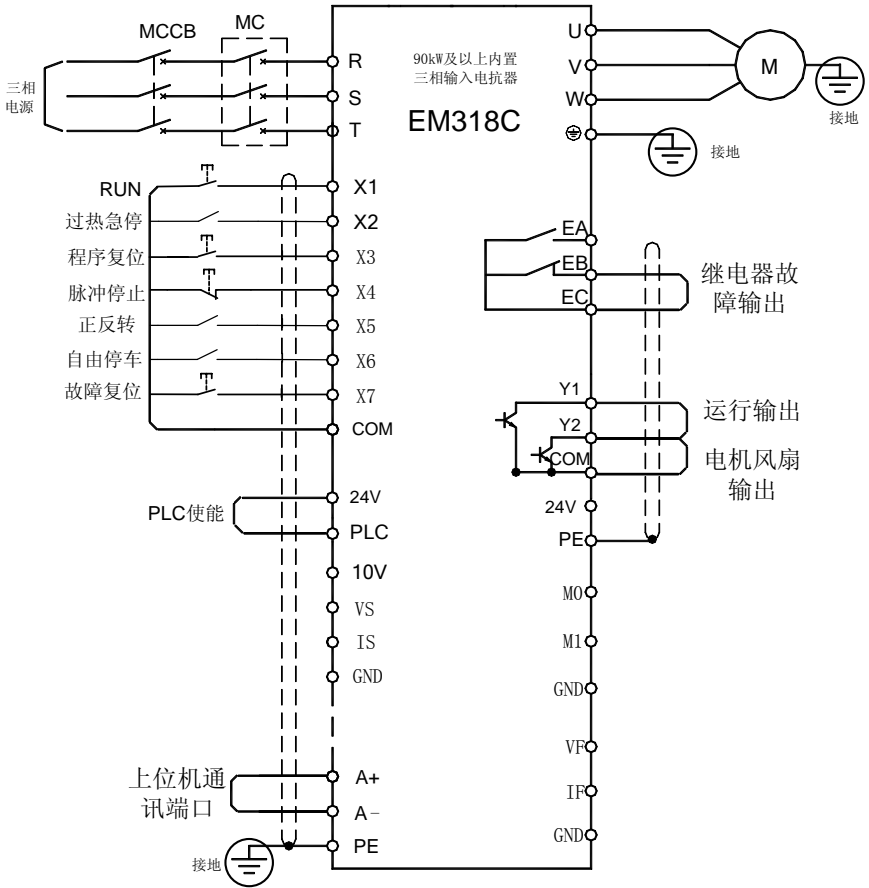 MCCB
MC
三相
电源
R
S
T
90kW及以上内置
三相输入电抗器
EM318C
U
V
W
M
接地
接地
RUN
X1
过热急停
X2
程序复位
X3
脉冲停止
X4
正反转
X5
自由停车
X6
故障复位
X7
COM
EA
EB
EC
继电器故
障输出
Y1
运行输出
Y2
COM
电机风扇
输出
24V
PE
PLC使能
24V
PLC
10V
VS
IS
GND
M0
M1
GND
VF
IF
GND
上位机通
讯端口
A+
A-
PE
接地